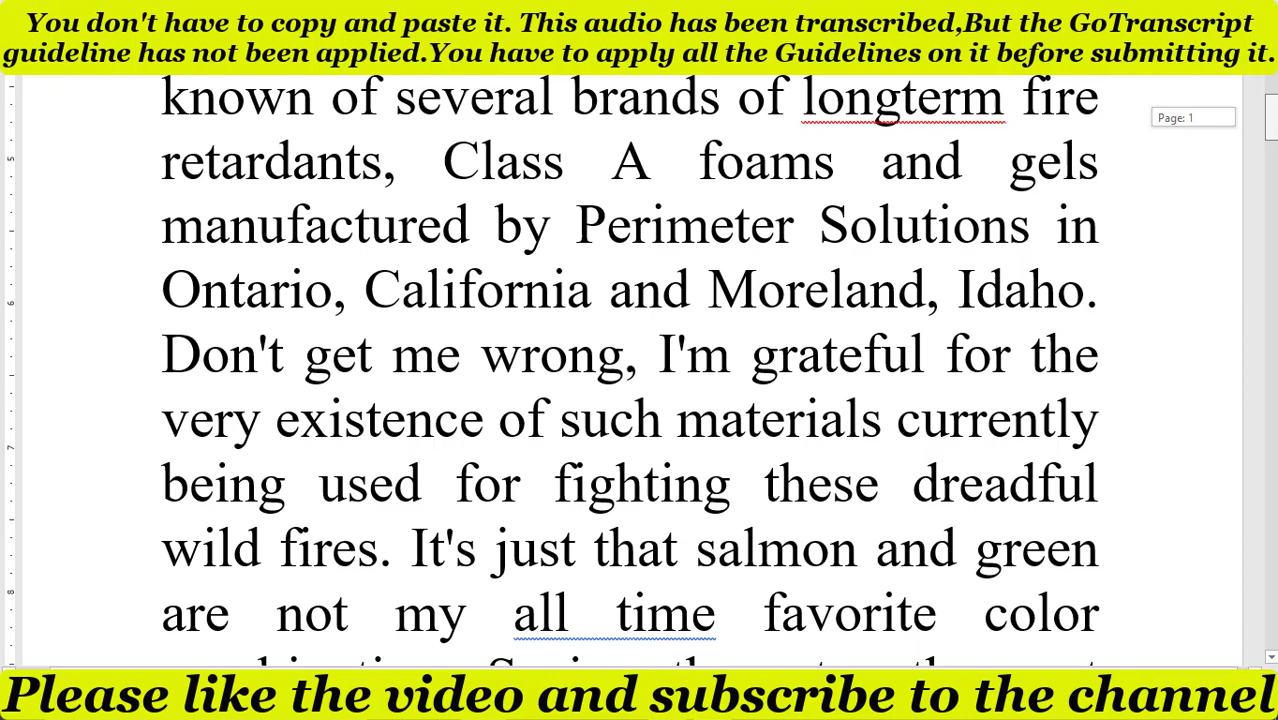 You don't have to copy and paste it. This audio has been transcribed,But the GoTranscript
guideline has not been applied.You have to apply all the Guidelines on it before submitting it.
known of several brands of longterm fire
Page: 1
retardants, Class A foams and gels
manufactured by Perimeter Solutions in
Ontario, California and Moreland, Idaho.
Don't get me wrong, I'm grateful for the
very existence of such materials currently
being used for fighting these dreadful
wild fires. It's just that salmon and green
are not my all time favorite color
5
6
7
8
Please like the video and subscribe to the channel